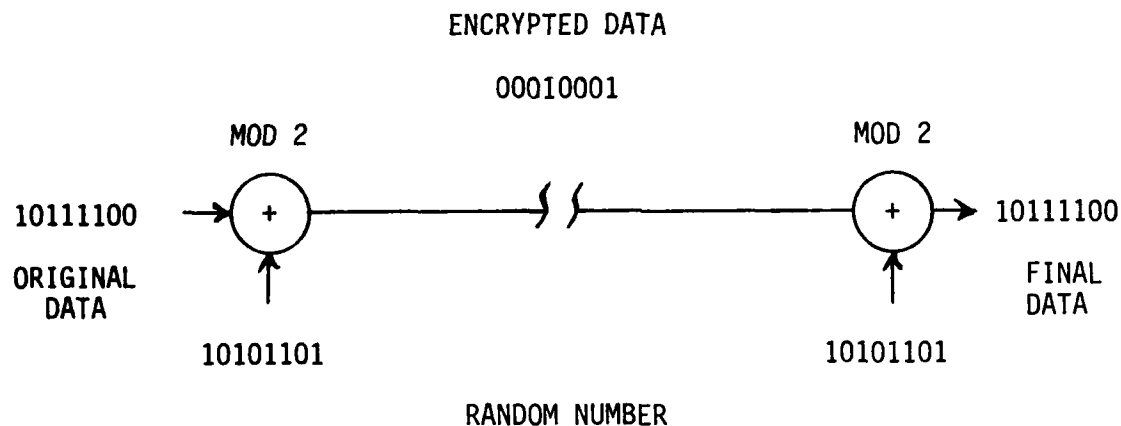 ENCRYPTED DATA
00010001
MOD 2
MOD 2
10111100
+
+
10111100
ORIGINAL
DATA
FINAL
DATA
10101101
10101101
RANDOM NUMBER